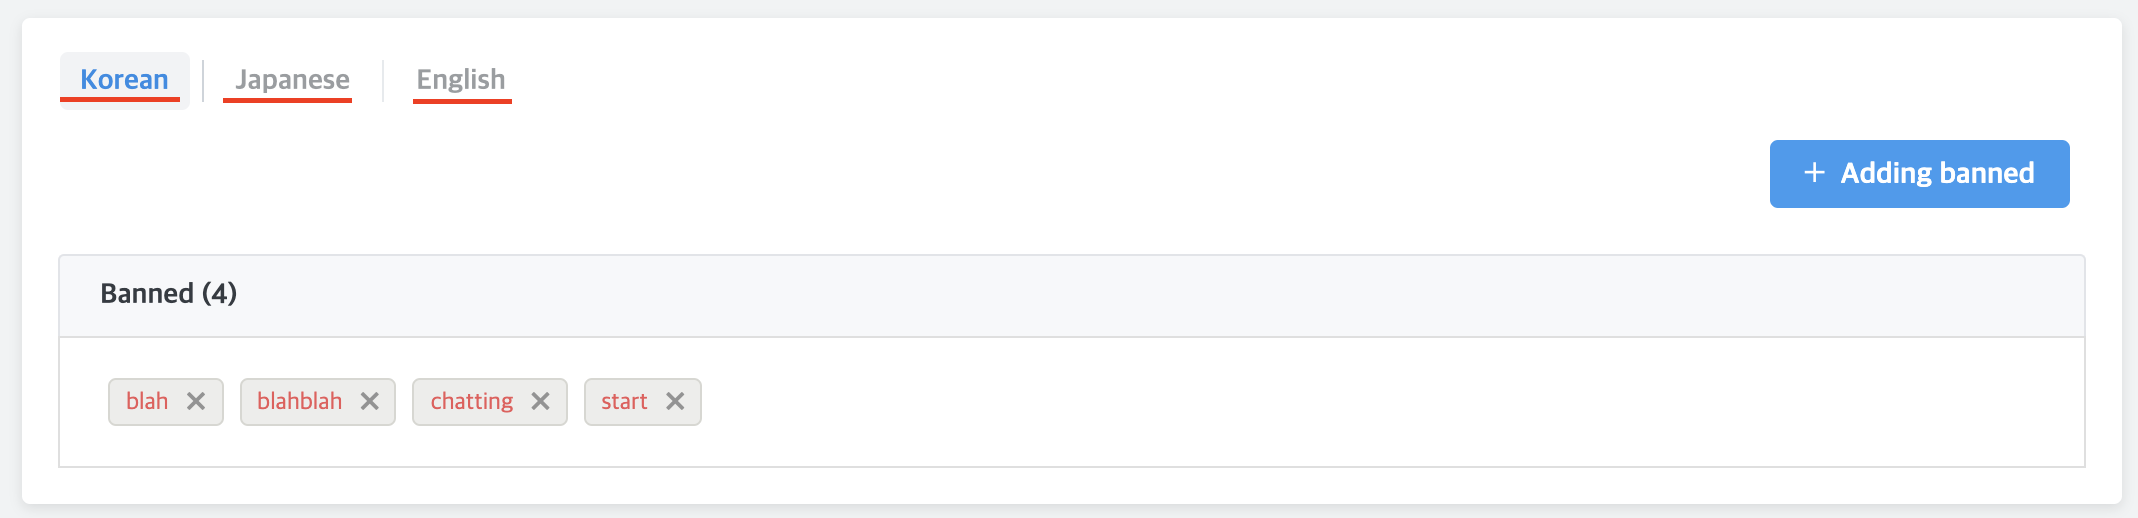 Korean Japanese English
+ Adding banned
Banned (4)
blah × blahblah × chatting × start ×